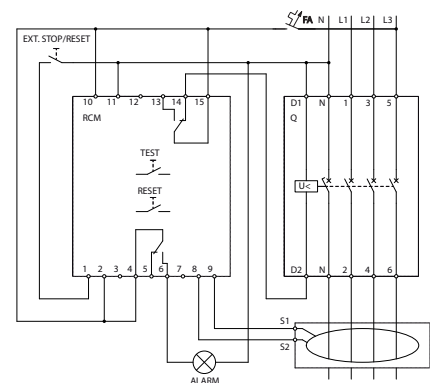 FA N L1 L2 L3
EXT. STOP/RESET
10 11 12 13 14 15
RCM
D1 N 1 3 5
Q
TEST
U<
RESET
1 2 3 4 5 6 7 8 9
D2 N 2 4 6
S1
S2
ALARM